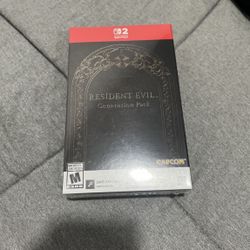 2
RESIDENT EVIL
Generation Pack
M
CAPCOM